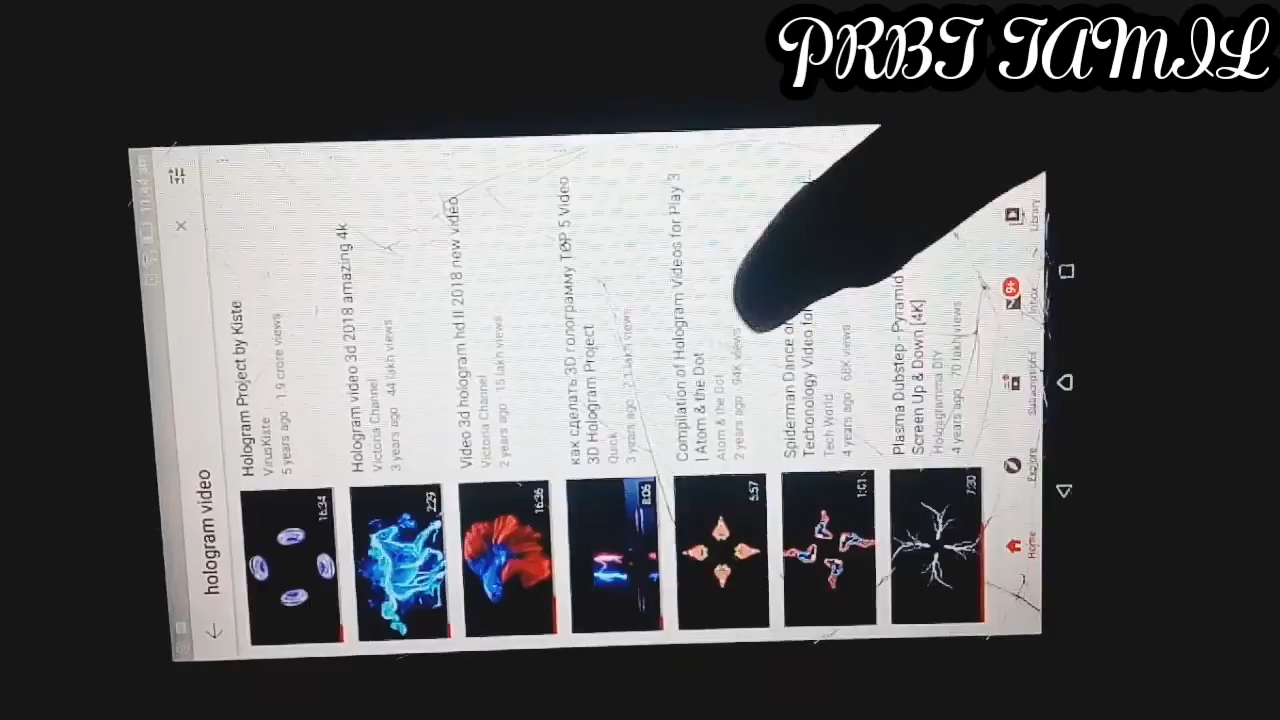 PRBT TAMIL
hologram video
Hologram Project by Kiste
VirusKiste
5 years ago · 1.9 crore views
16:34
Hologram video 3d 2018 amazing 4k
Victoria Channel
3 years ago · 44 lakh views
2:29
Video 3d hologram hd II 2018 new video
Victoria Channel
2 years ago · 15 lakh views
16:36
как сделать 3D голограмму TOP 5 Video
3D Hologram Project
3 years ago
lakh views
8:06
Compilation of Hologram Videos for Play 3
| Atom & the Dot
Atom & the Dot
2 years ago · 94K views
5:57
Spiderman Dance
Techonology Video for
Tech World
4 years ago · 68K views
1:01
Plasma Dubstep - Pyramid
Screen Up & Down [4K]
Hologramma DIY
4 years ago · 70 lakh views
7:30
Home
Explore
Subscriptions
9+
Inbox
Library